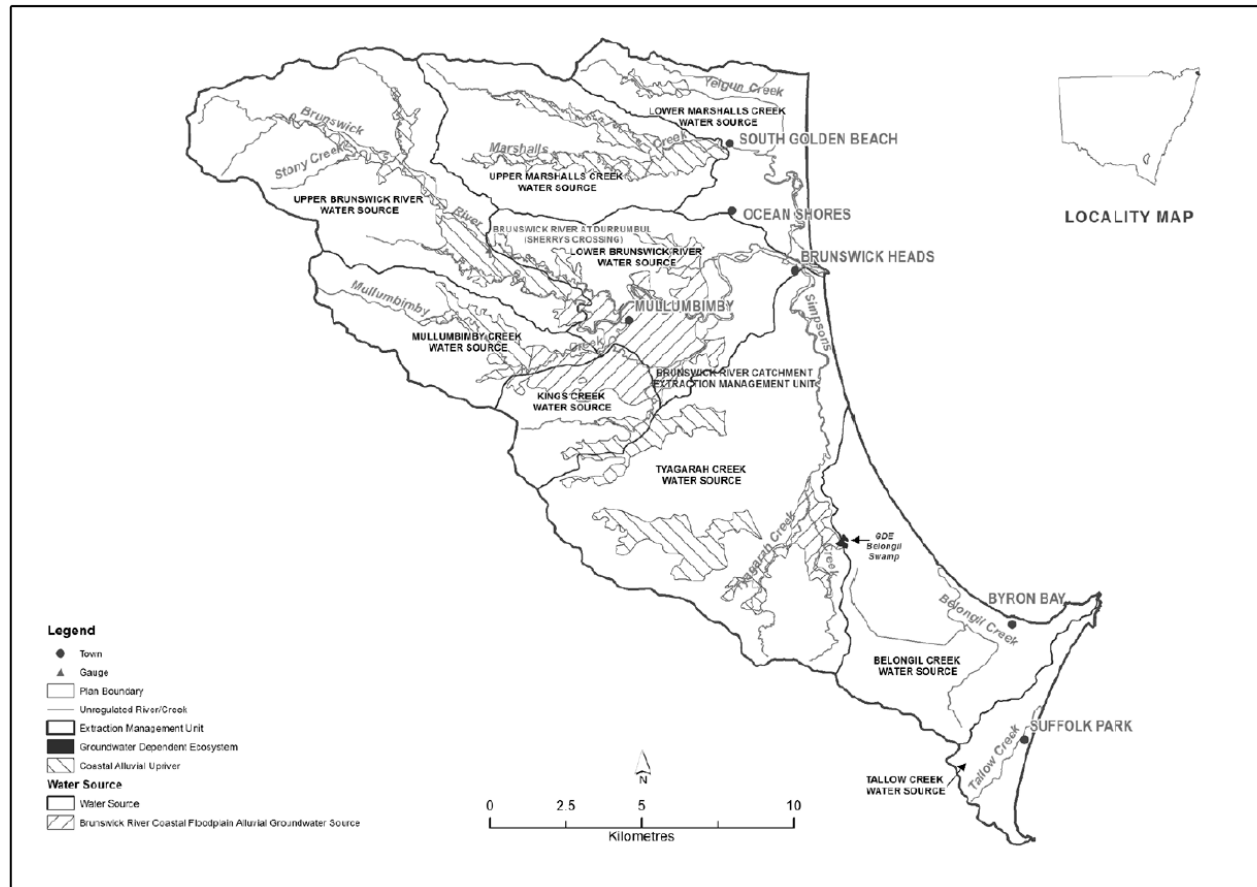 Yelgun Creek
LOWER MARSHALLS CREEK
WATER SOURCE
SOUTH GOLDEN BEACH
Brunswick
Stony Creek
Marshalls
Creek
UPPER MARSHALLS CREEK
WATER SOURCE
UPPER BRUNSWICK RIVER
WATER SOURCE
River
OCEAN SHORES
LOCALITY MAP
BRUNSWICK RIVER AT DURRUMBUL
(SHERRYS CROSSING)
LOWER BRUNSWICK RIVER
WATER SOURCE
BRUNSWICK HEADS
Mullumbimby
MULLUMBIMBY
Simpsons
MULLUMBIMBY CREEK
WATER SOURCE
Creek
BRUNSWICK RIVER CATCHMENT
EXTRACTION MANAGEMENT UNIT
KINGS CREEK
WATER SOURCE
TYAGARAH CREEK
WATER SOURCE
Tyagarah Creek
Creek
GDE
Belongil
Swamp
BYRON BAY
Belongil Creek
BELONGIL CREEK
WATER SOURCE
SUFFOLK PARK
Tallow Creek
TALLOW CREEK
WATER SOURCE
Legend
Town
Gauge
Plan Boundary
Unregulated River/Creek
Extraction Management Unit
Groundwater Dependent Ecosystem
Coastal Alluvial Upriver
Water Source
Water Source
Brunswick River Coastal Floodplain Alluvial Groundwater Source
N
0 2.5 5 10
Kilometres